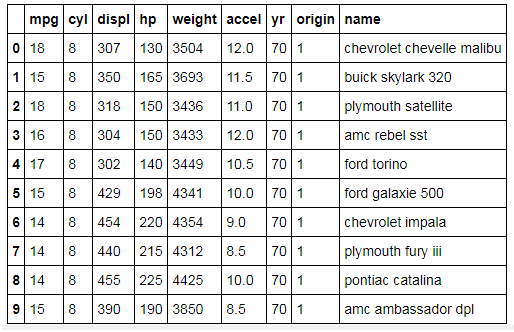 mpg cyl displ hp weight accel yr origin name
0 18 8 307 130 3504 12.0 70 1 chevrolet chevelle malibu
1 15 8 350 165 3693 11.5 70 1 buick skylark 320
2 18 8 318 150 3436 11.0 70 1 plymouth satellite
3 16 8 304 150 3433 12.0 70 1 amc rebel sst
4 17 8 302 140 3449 10.5 70 1 ford torino
5 15 8 429 198 4341 10.0 70 1 ford galaxie 500
6 14 8 454 220 4354 9.0 70 1 chevrolet impala
7 14 8 440 215 4312 8.5 70 1 plymouth fury iii
8 14 8 455 225 4425 10.0 70 1 pontiac catalina
9 15 8 390 190 3850 8.5 70 1 amc ambassador dpl